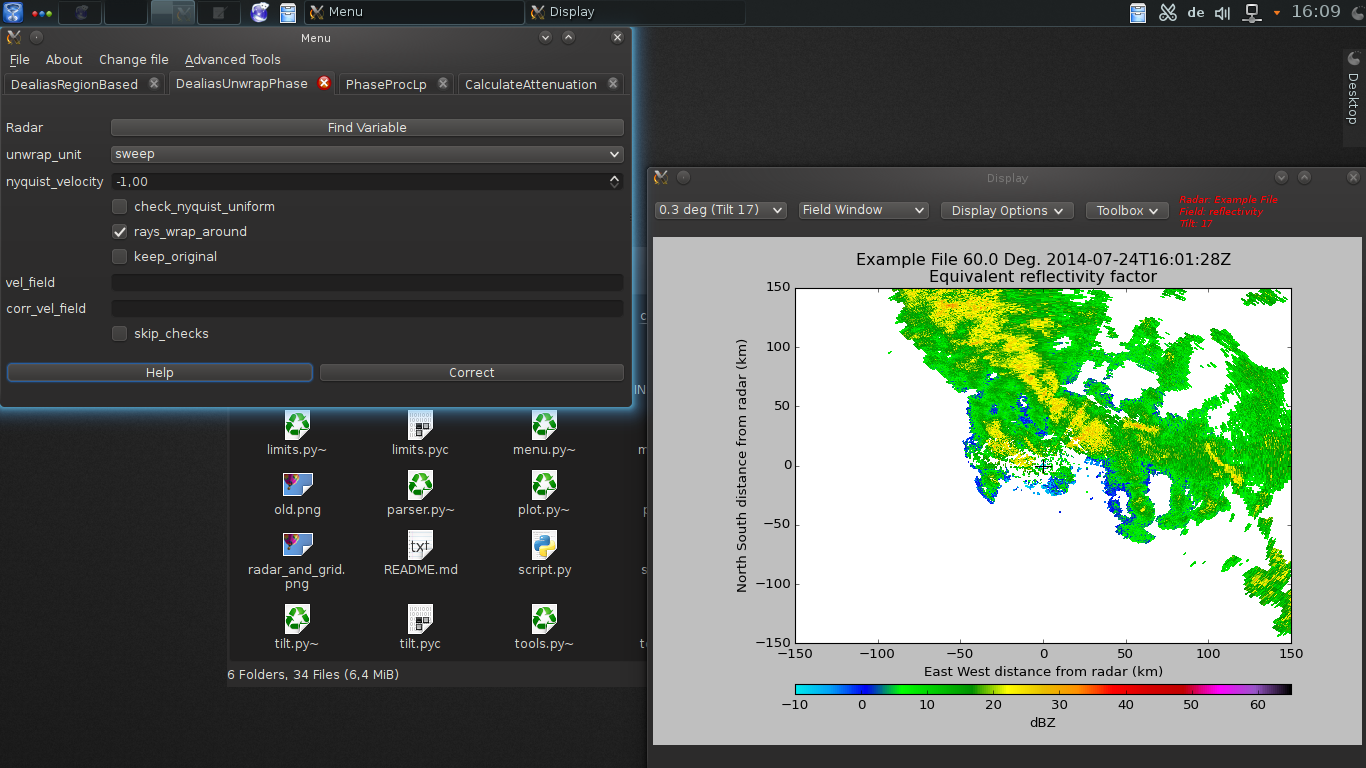 Menu
Display
de
16:09
Menu
File About Change file Advanced Tools
DealiasRegionBased DealiasUnwrapPhase PhaseProcLp CalculateAttenuation
Radar Find Variable
unwrap_unit sweep
nyquist_velocity -1,00
check_nyquist_uniform
rays_wrap_around
keep_original
vel_field
corr_vel_field
skip_checks
Help Correct
Desktop
limits.py~ limits.pyc menu.py~
old.png parser.py~ plot.py~
radar_and_grid.
png
README.md script.py
tilt.py~ tilt.pyc tools.py~
6 Folders, 34 Files (6,4 MiB)
Display
0.3 deg (Tilt 17) Field Window Display Options Toolbox
Radar: Example File
Field: reflectivity
Tilt: 17
Example File 60.0 Deg. 2014-07-24T16:01:28Z
Equivalent reflectivity factor
North South distance from radar (km)
150
100
50
0
−50
−100
−150
−150 −100 −50 0 50 100 150
East West distance from radar (km)
−10 0 10 20 30 40 50 60
dBZ